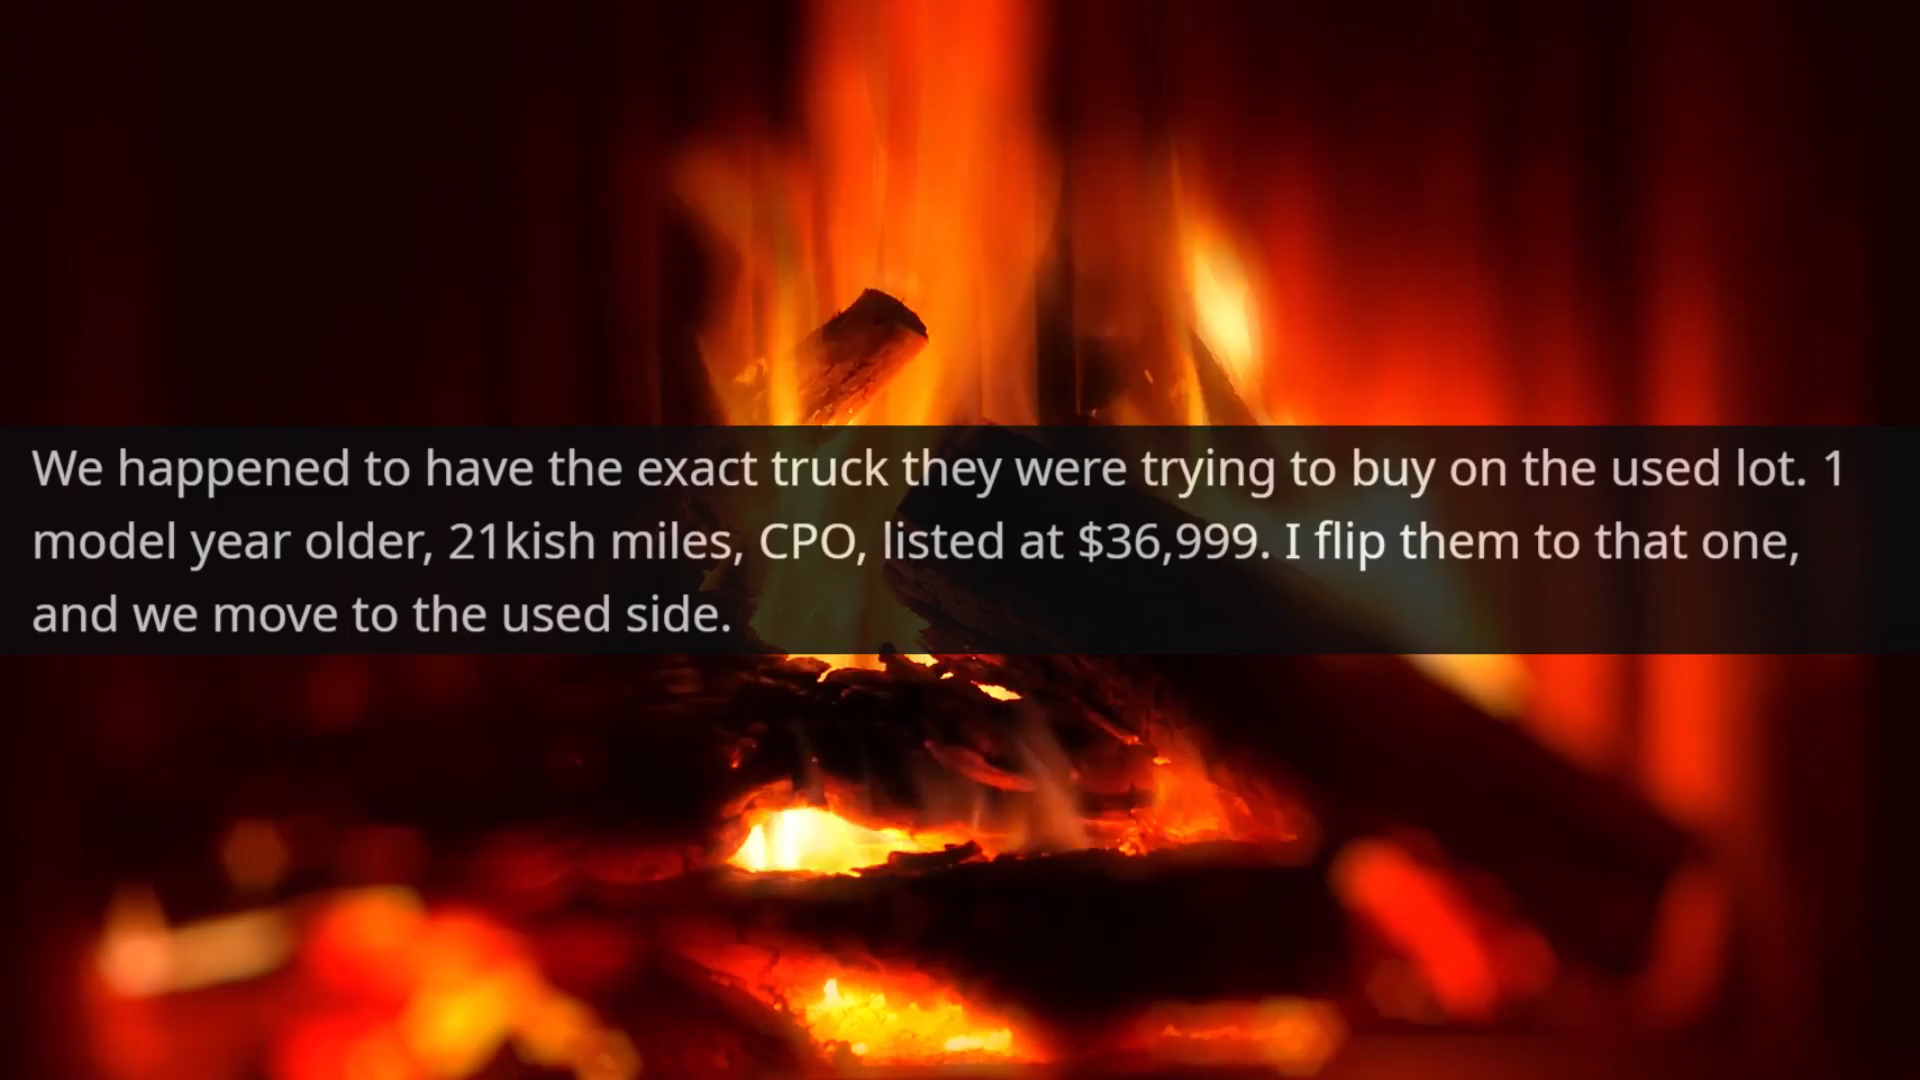 We happened to have the exact truck they were trying to buy on the used lot. 1
model year older, 21kish miles, CPO, listed at $36,999. I flip them to that one,
and we move to the used side.